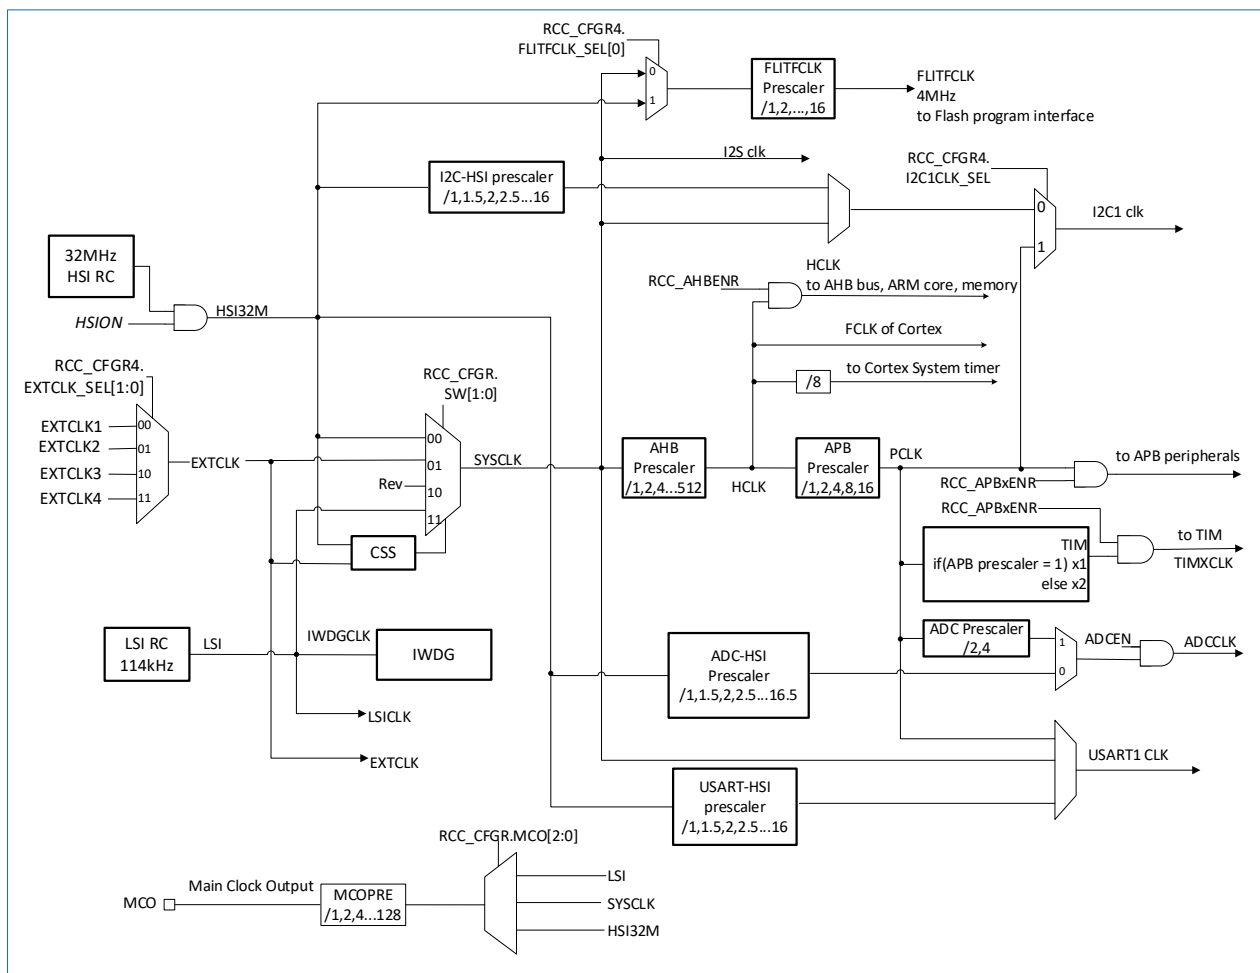 RCC_CFGR4.
FLITFCLK_SEL[0]
0
1
FLITFCLK
Prescaler
/1,2,...,16
FLITFCLK
4MHz
to Flash program interface
I2S clk
I2C-HSI prescaler
/1,1.5,2,2.5...16
RCC_CFGR4.
I2C1CLK_SEL
0
1
I2C1 clk
32MHz
HSI RC
HSION
HSI32M
RCC_AHBENR
HCLK
to AHB bus, ARM core, memory
FCLK of Cortex
/8
to Cortex System timer
RCC_CFGR4.
EXTCLK_SEL[1:0]
EXTCLK1
EXTCLK2
EXTCLK3
EXTCLK4
00
01
10
11
EXTCLK
RCC_CFGR.
SW[1:0]
00
01
Rev
10
11
SYSCLK
CSS
AHB
Prescaler
/1,2,4...512
HCLK
APB
Prescaler
/1,2,4,8,16
PCLK
to APB peripherals
RCC_APBxENR
RCC_APBxENR
TIM
if(APB prescaler = 1) x1
else x2
to TIM
TIMXCLK
LSI RC
114kHz
LSI
IWDGCLK
IWDG
LSICLK
EXTCLK
ADC-HSI
Prescaler
/1,1.5,2,2.5...16.5
ADC Prescaler
/2,4
1
0
ADCEN
ADCCLK
USART-HSI
prescaler
/1,1.5,2,2.5...16
USART1 CLK
RCC_CFGR.MCO[2:0]
MCO
Main Clock Output
MCOPRE
/1,2,4...128
LSI
SYSCLK
HSI32M